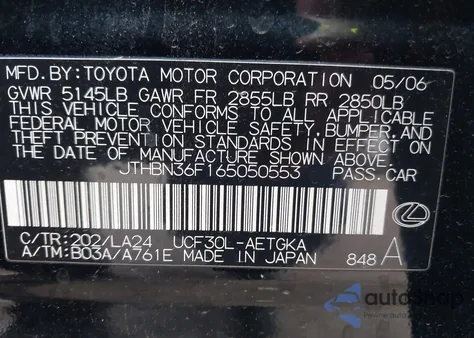 MFD.BY:TOYOTA MOTOR CORPORATION 05/06
GVWR 5145LB GAWR FR 2855LB RR 2850LB
THIS VEHICLE CONFORMS TO ALL APPLICABLE
FEDERAL MOTOR VEHICLE SAFETY,BUMPER,AND
THEFT PREVENTION STANDARDS IN EFFECT ON
THE DATE OF MANUFACTURE SHOWN ABOVE.
JTHBN36F165050553 PASS.CAR
C/TR:202/LA24 UCF30L-AETGKA
A/TM:B03A/A761E MADE IN JAPAN 848 A